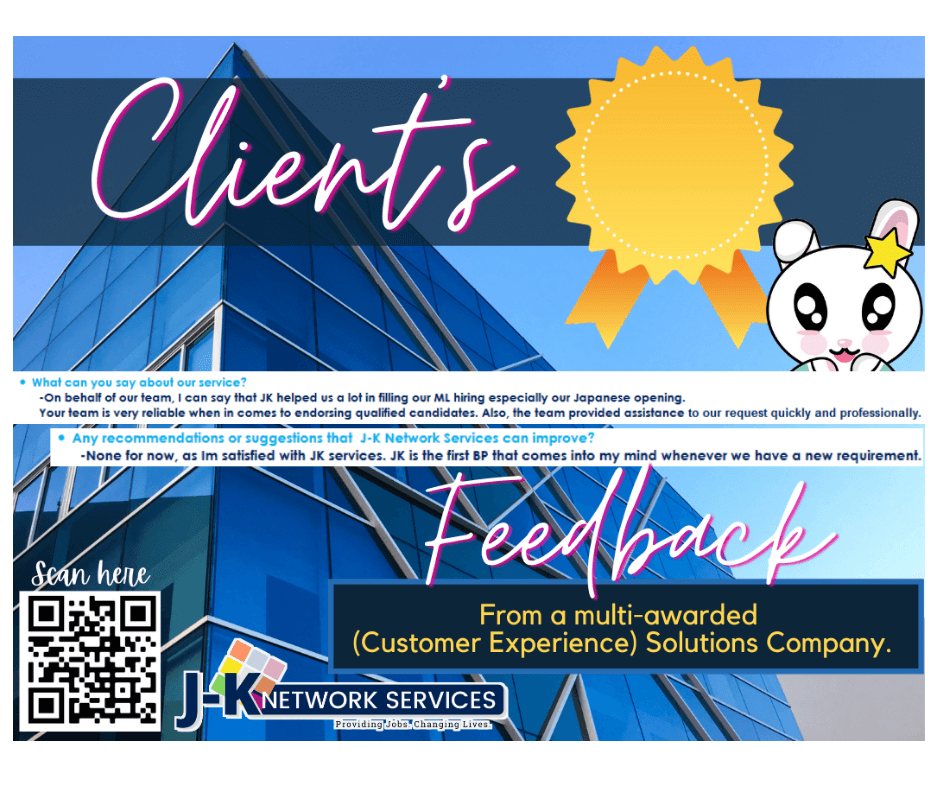 Client's
• What can you say about our service?
-On behalf of our team, I can say that JK helped us a lot in filling our ML hiring especially our Japanese opening.
Your team is very reliable when in comes to endorsing qualified candidates. Also, the team provided assistance to our request quickly and professionally.
• Any recommendations or suggestions that J-K Network Services can improve?
-None for now, as Im satisfied with JK services. JK is the first BP that comes into my mind whenever we have a new requirement.
Feedback
Scan here
From a multi-awarded
(Customer Experience) Solutions Company.
J-K NETWORK SERVICES
Providing Jobs. Changing Lives.